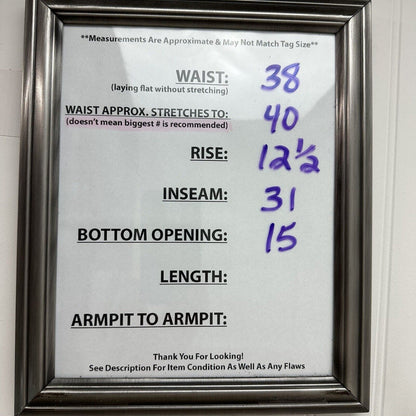 **Measurements Are Approximate & May Not Match Tag Size**
WAIST: 38
(laying flat without stretching)
WAIST APPROX. STRETCHES TO: 40
(doesn't mean biggest # is recommended)
RISE: 12 1/2
INSEAM: 31
BOTTOM OPENING: 15
LENGTH:
ARMPIT TO ARMPIT:
Thank You For Looking!
See Description For Item Condition As Well As Any Flaws